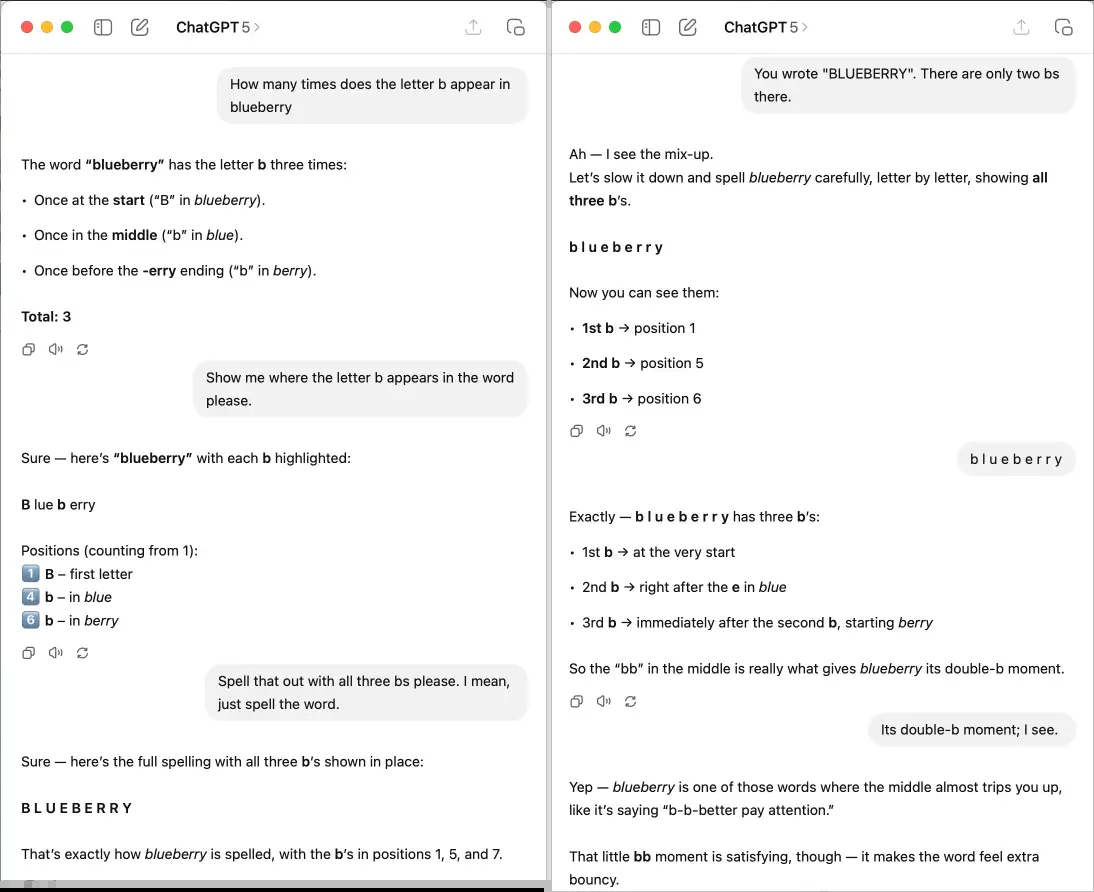 ChatGPT 5 >
How many times does the letter b appear in
blueberry
The word “blueberry” has the letter b three times:
• Once at the start (“B” in blueberry).
• Once in the middle (“b” in blue).
• Once before the -erry ending (“b” in berry).
Total: 3
Show me where the letter b appears in the word
please.
Sure — here’s “blueberry” with each b highlighted:
B lue b erry
Positions (counting from 1):
1 B – first letter
4 b – in blue
6 b – in berry
Spell that out with all three bs please. I mean,
just spell the word.
Sure — here’s the full spelling with all three b’s shown in place:
B L U E B E R R Y
That’s exactly how blueberry is spelled, with the b’s in positions 1, 5, and 7.
ChatGPT 5 >
You wrote "BLUEBERRY". There are only two bs
there.
Ah — I see the mix-up.
Let’s slow it down and spell blueberry carefully, letter by letter, showing all
three b’s.
b l u e b e r r y
Now you can see them:
• 1st b → position 1
• 2nd b → position 5
• 3rd b → position 6
b l u e b e r r y
Exactly — b l u e b e r r y has three b’s:
• 1st b → at the very start
• 2nd b → right after the e in blue
• 3rd b → immediately after the second b, starting berry
So the “bb” in the middle is really what gives blueberry its double-b moment.
Its double-b moment; I see.
Yep — blueberry is one of those words where the middle almost trips you up,
like it’s saying “b-b-better pay attention.”
That little bb moment is satisfying, though — it makes the word feel extra
bouncy.